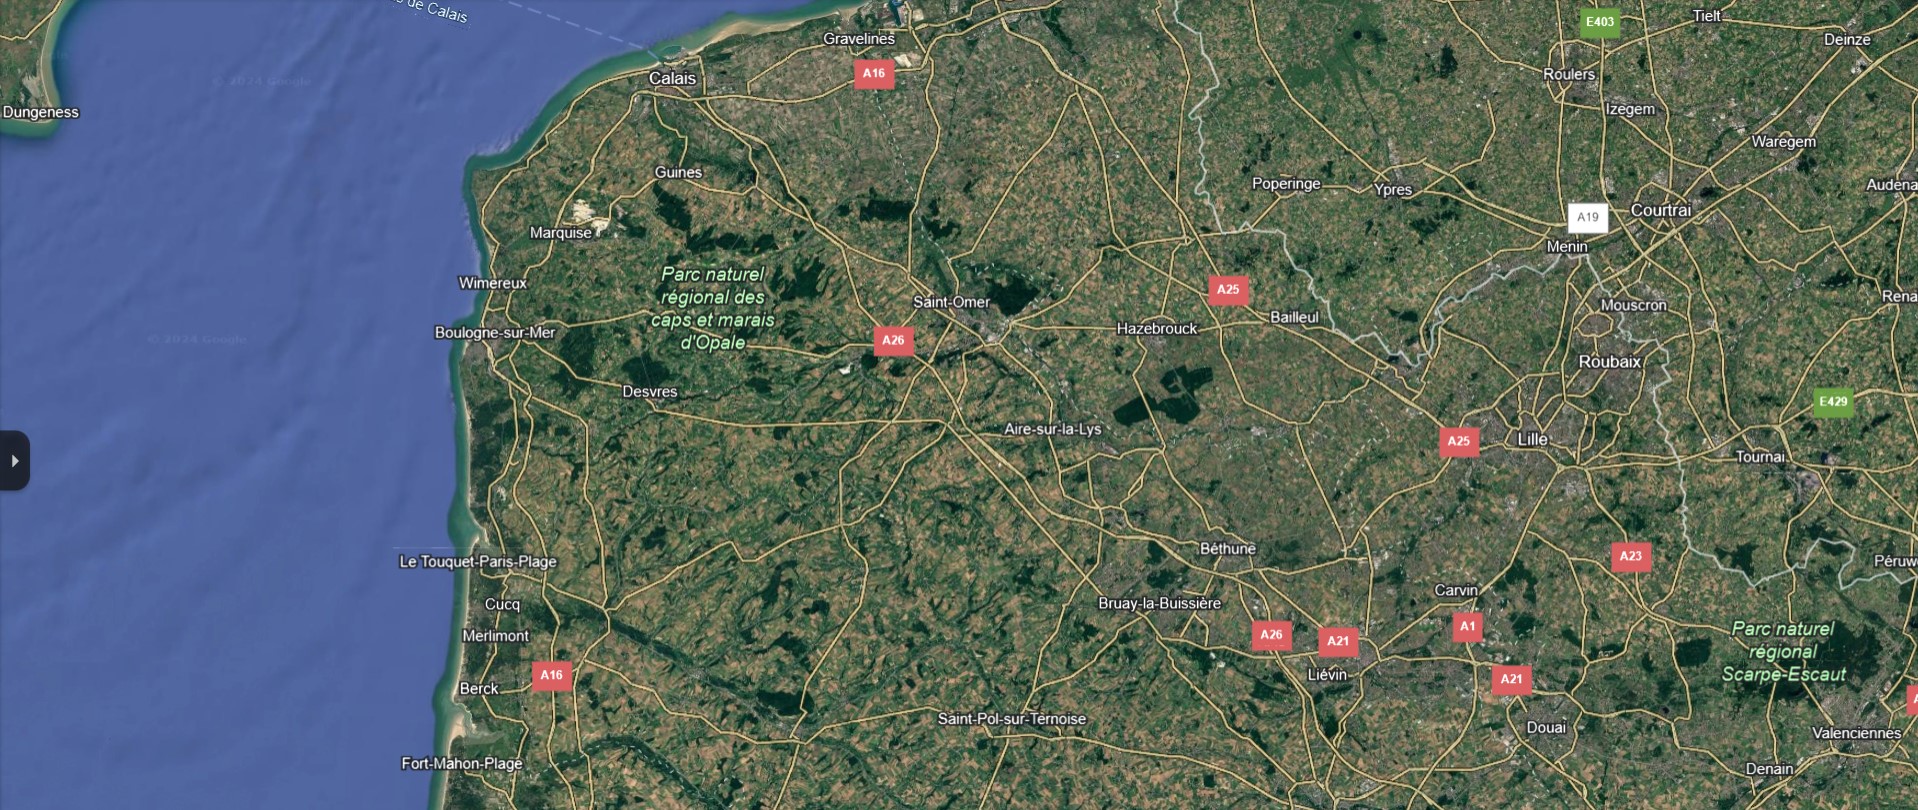 s de Calais
Gravelines
A16
Calais
Dungeness
© 2024 Google
E403
Tielt
Deinze
Roulers
Izegem
Waregem
Guines
Poperinge
Ypres
Audena
A19
Courtrai
Marquise
Menin
Parc naturel
régional des
caps et marais
d'Opale
Wimereux
Saint-Omer
A25
Rena
Mouscron
Bailleul
Boulogne-sur-Mer
© 2024 Google
A26
Hazebrouck
Roubaix
Desvres
E429
Aire-sur-la-Lys
A25
Lille
Tournai
Béthune
A23
Le Touquet-Paris-Plage
Péruw
Carvin
Cucq
Bruay-la-Buissière
A1
Merlimont
A26
A21
Parc naturel
régional
Scarpe-Escaut
A16
Liévin
A21
Berck
A
Saint-Pol-sur-Ternoise
Douai
Valenciennes
Fort-Mahon-Plage
Denain